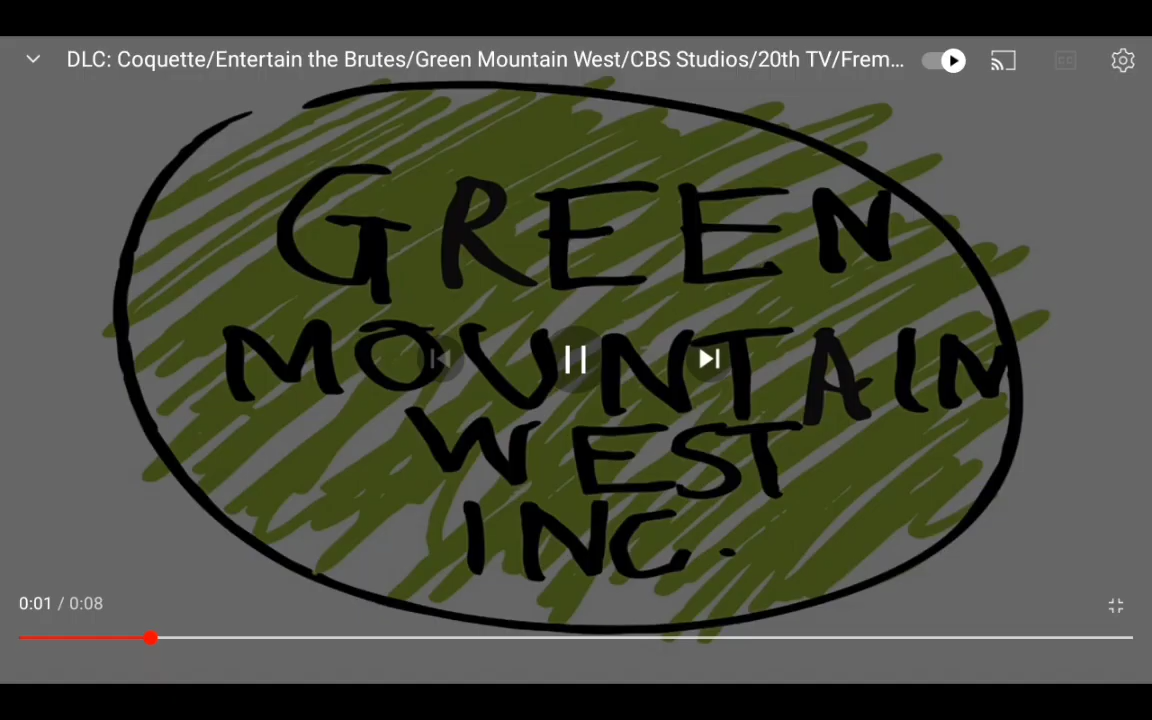 DLC: Coquette/Entertain the Brutes/Green Mountain West/CBS Studios/20th TV/Frem...
GREEN
MOUNTAIN
WEST
INC.
0:01 / 0:08